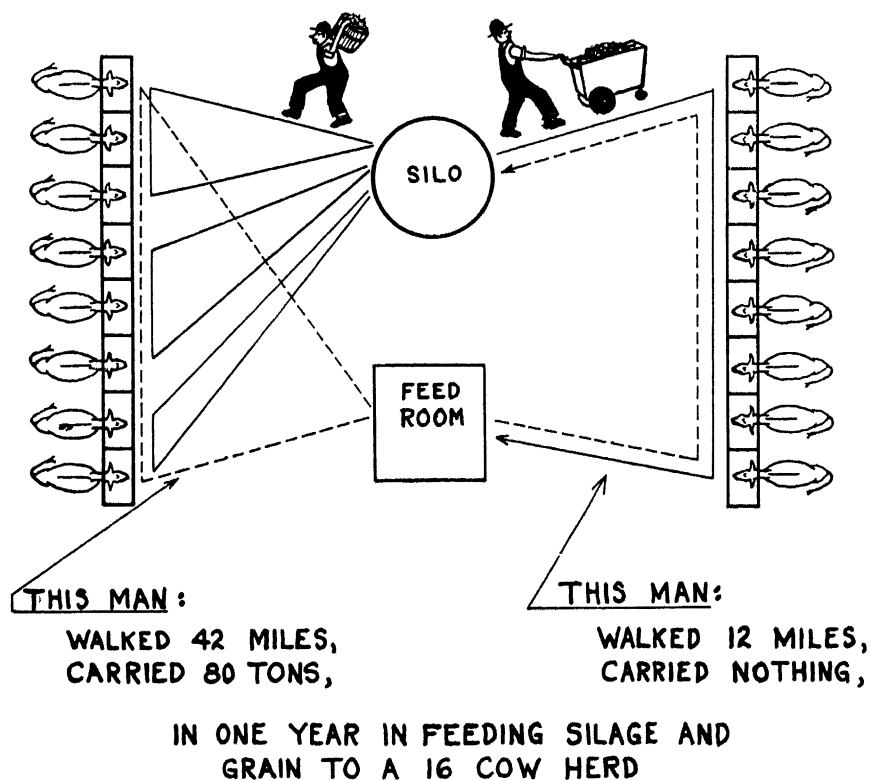 SILO
FEED
ROOM
THIS MAN:
WALKED 42 MILES,
CARRIED 80 TONS,
THIS MAN:
WALKED 12 MILES,
CARRIED NOTHING,
IN ONE YEAR IN FEEDING SILAGE AND
GRAIN TO A 16 COW HERD